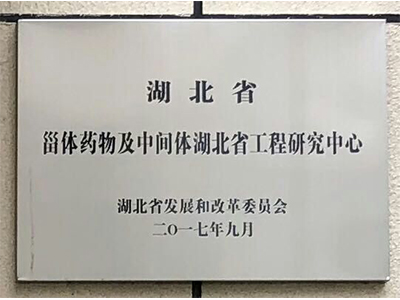 湖北省
甾体药物及中间体湖北省工程研究中心
湖北省发展和改革委员会
二〇一七年九月